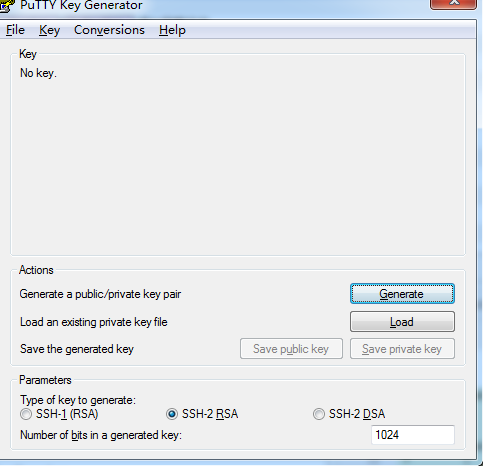 PuTTY Key Generator
File Key Conversions Help
Key
No key.
Actions
Generate a public/private key pair Generate
Load an existing private key file Load
Save the generated key Save public key Save private key
Parameters
Type of key to generate:
SSH-1 (RSA) SSH-2 RSA SSH-2 DSA
Number of bits in a generated key: 1024